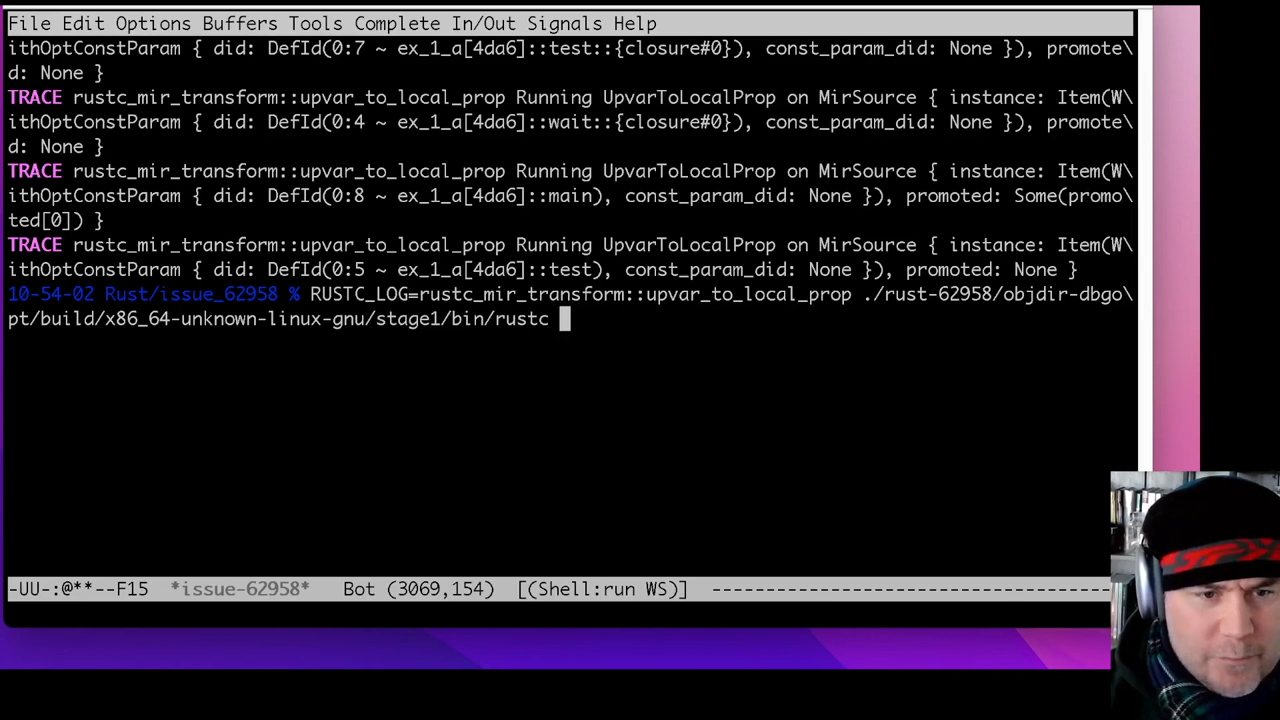 File Edit Options Buffers Tools Complete In/Out Signals Help
ithOptConstParam { did: DefId(0:7 ~ ex_1_a[4da6]::test::{closure#0}), const_param_did: None }), promote\
d: None }
TRACE rustc_mir_transform::upvar_to_local_prop Running UpvarToLocalProp on MirSource { instance: Item(W\
ithOptConstParam { did: DefId(0:4 ~ ex_1_a[4da6]::wait::{closure#0}), const_param_did: None }), promote\
d: None }
TRACE rustc_mir_transform::upvar_to_local_prop Running UpvarToLocalProp on MirSource { instance: Item(W\
ithOptConstParam { did: DefId(0:8 ~ ex_1_a[4da6]::main), const_param_did: None }), promoted: Some(promo\
ted[0]) }
TRACE rustc_mir_transform::upvar_to_local_prop Running UpvarToLocalProp on MirSource { instance: Item(W\
ithOptConstParam { did: DefId(0:5 ~ ex_1_a[4da6]::test), const_param_did: None }), promoted: None }
10-54-02 Rust/issue_62958 % RUSTC_LOG=rustc_mir_transform::upvar_to_local_prop ./rust-62958/objdir-dbgo\
pt/build/x86_64-unknown-linux-gnu/stage1/bin/rustc
-UU-:@**--F15 *issue-62958* Bot (3069,154) [(Shell:run WS)] ------------------------------------